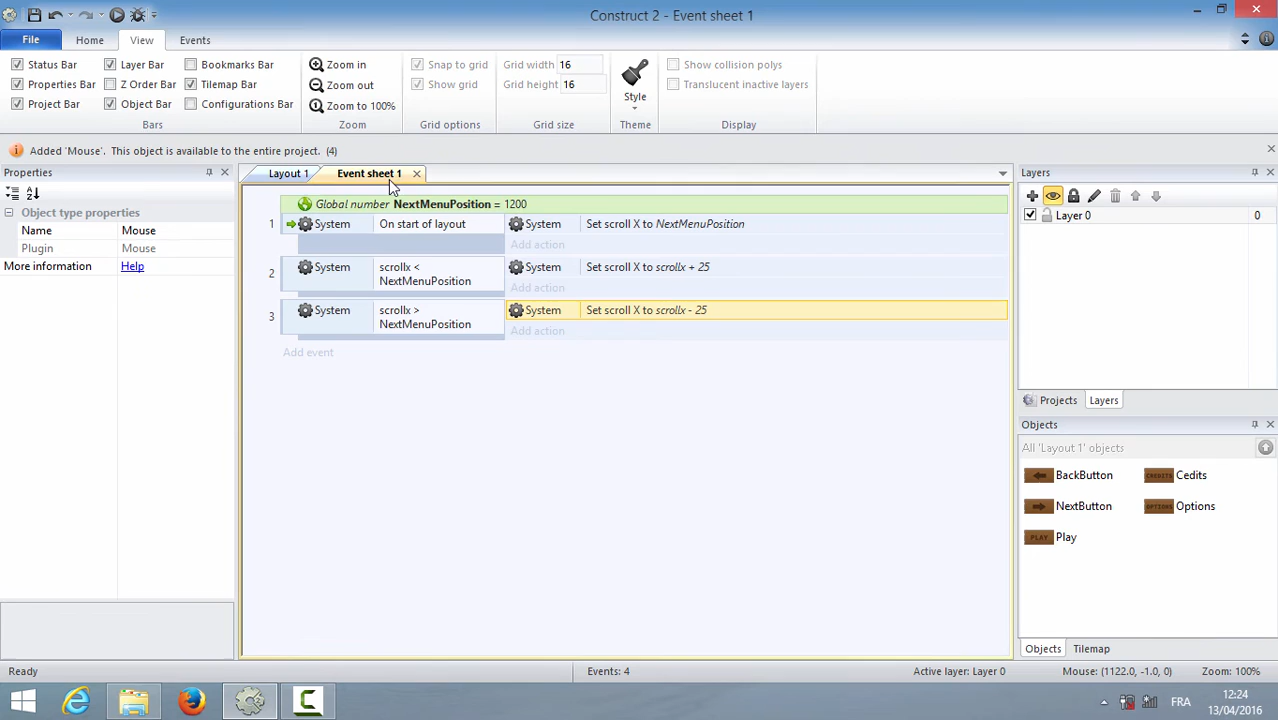 Construct 2 - Event sheet 1
File
Home
View
Events
Status Bar
Layer Bar
Bookmarks Bar
Properties Bar
Z Order Bar
Tilemap Bar
Project Bar
Object Bar
Configurations Bar
Bars
Zoom in
Zoom out
Zoom to 100%
Zoom
Snap to grid
Show grid
Grid options
Grid width 16
Grid height 16
Grid size
Style
Theme
Show collision polys
Translucent inactive layers
Display
Added 'Mouse'. This object is available to the entire project. (4)
Properties
Object type properties
Name Mouse
Plugin Mouse
More information Help
Layout 1
Event sheet 1
Global number NextMenuPosition = 1200
1 System On start of layout System Set scroll X to NextMenuPosition
Add action
2 System scrollx < NextMenuPosition System Set scroll X to scrollx + 25
Add action
3 System scrollx > NextMenuPosition System Set scroll X to scrollx - 25
Add action
Add event
Layers
Layer 0 0
Projects
Layers
Objects
All 'Layout 1' objects
BackButton
CREDITS Cedits
NextButton
OPTIONS Options
PLAY Play
Objects
Tilemap
Ready
Events: 4
Active layer: Layer 0
Mouse: (1122.0, -1.0, 0)
Zoom: 100%
FRA
12:24
13/04/2016